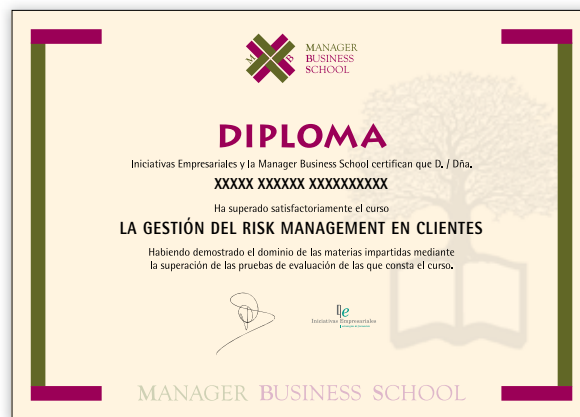 M B
MANAGER
BUSINESS
SCHOOL
DIPLOMA
Iniciativas Empresariales y la Manager Business School certifican que D. / Dña.
XXXXX XXXXXX XXXXXXXXXX
Ha superado satisfactoriamente el curso
LA GESTIÓN DEL RISK MANAGEMENT EN CLIENTES
Habiendo demostrado el dominio de las materias impartidas mediante
la superación de las pruebas de evaluación de las que consta el curso.
Iniciativas Empresariales
MANAGER BUSINESS SCHOOL